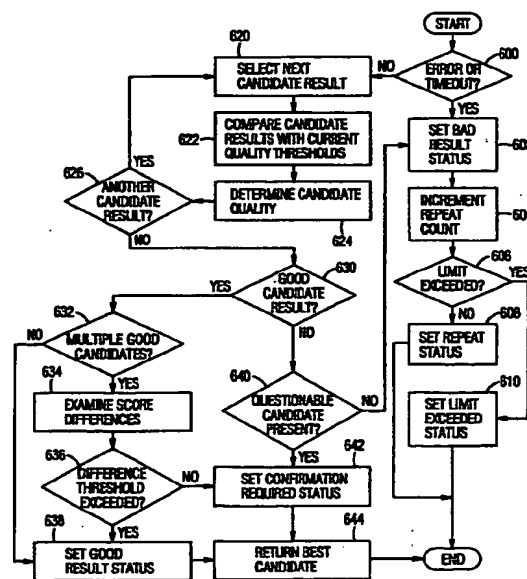 START
620
600
SELECT NEXT
CANDIDATE RESULT
NO
ERROR OR
TIMEOUT?
YES
622
COMPARE CANDIDATE
RESULTS WITH CURRENT
QUALITY THRESHOLDS
SET BAD
RESULT
STATUS
YES
626
ANOTHER
CANDIDATE
RESULT?
DETERMINE CANDIDATE
QUALITY
624
INCREMENT
REPEAT
COUNT
NO
630
YES
GOOD
CANDIDATE
RESULT?
LIMIT
EXCEEDED?
YES
632
NO
MULTIPLE GOOD
CANDIDATES?
NO
NO
SET REPEAT
STATUS
634
YES
640
610
EXAMINE SCORE
DIFFERENCES
QUESTIONABLE
CANDIDATE
PRESENT?
NO
SET LIMIT
EXCEEDED
STATUS
636
642
YES
DIFFERENCE
THRESHOLD
EXCEEDED?
NO
SET CONFIRMATION
REQUIRED STATUS
638
YES
644
SET GOOD
RESULT STATUS
RETURN BEST
CANDIDATE
END